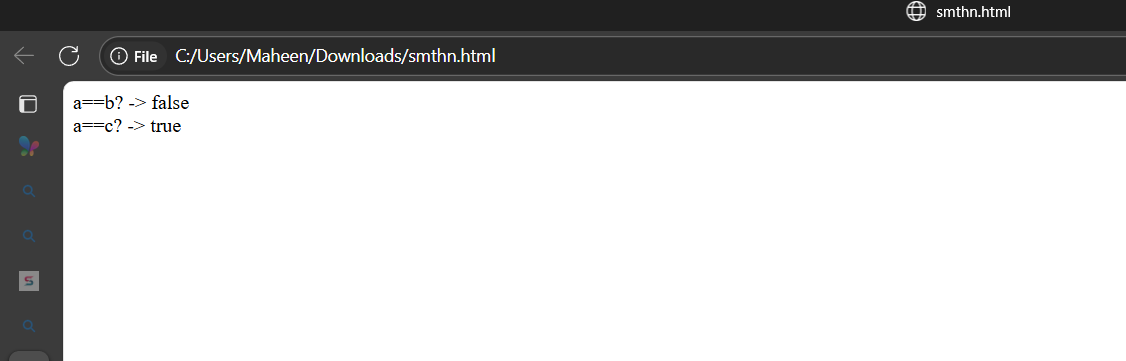 smthn.html
File C:/Users/Maheen/Downloads/smthn.html
a==b? -> false
a==c? -> true
S